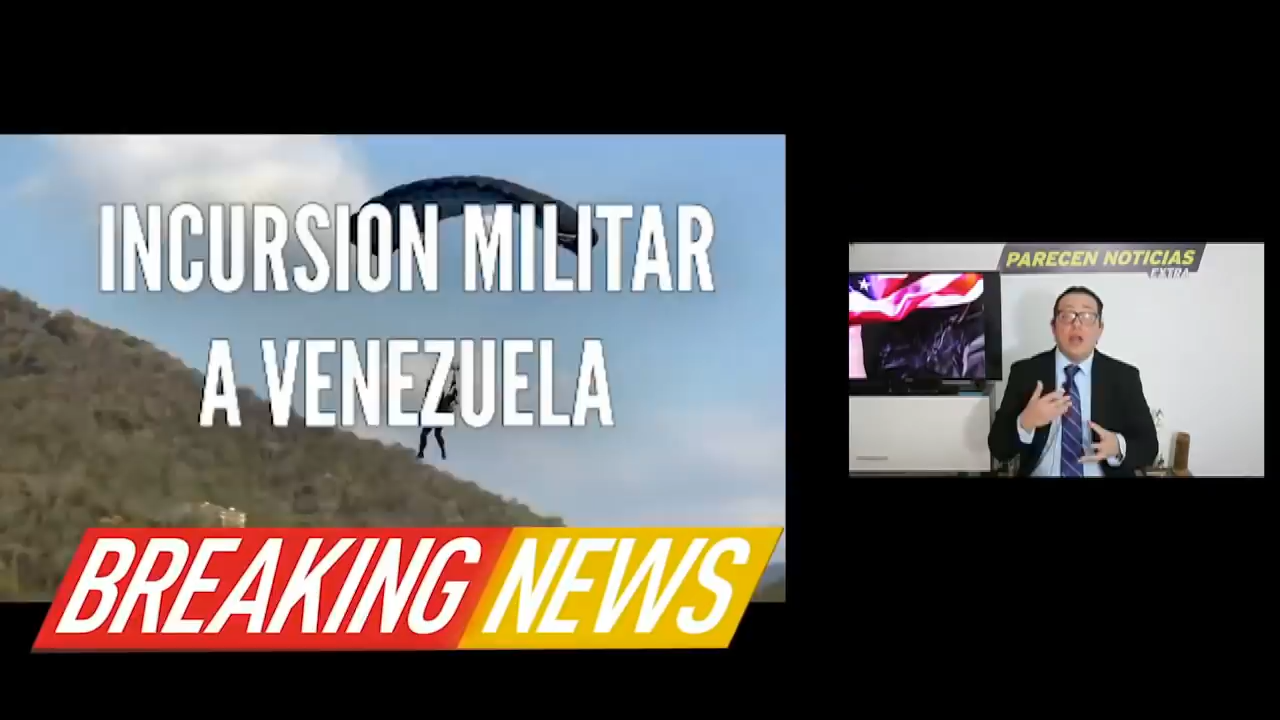 INCURSION MILITAR
A VENEZUELA
BREAKING NEWS
PARECEN NOTICIAS
EXTRA